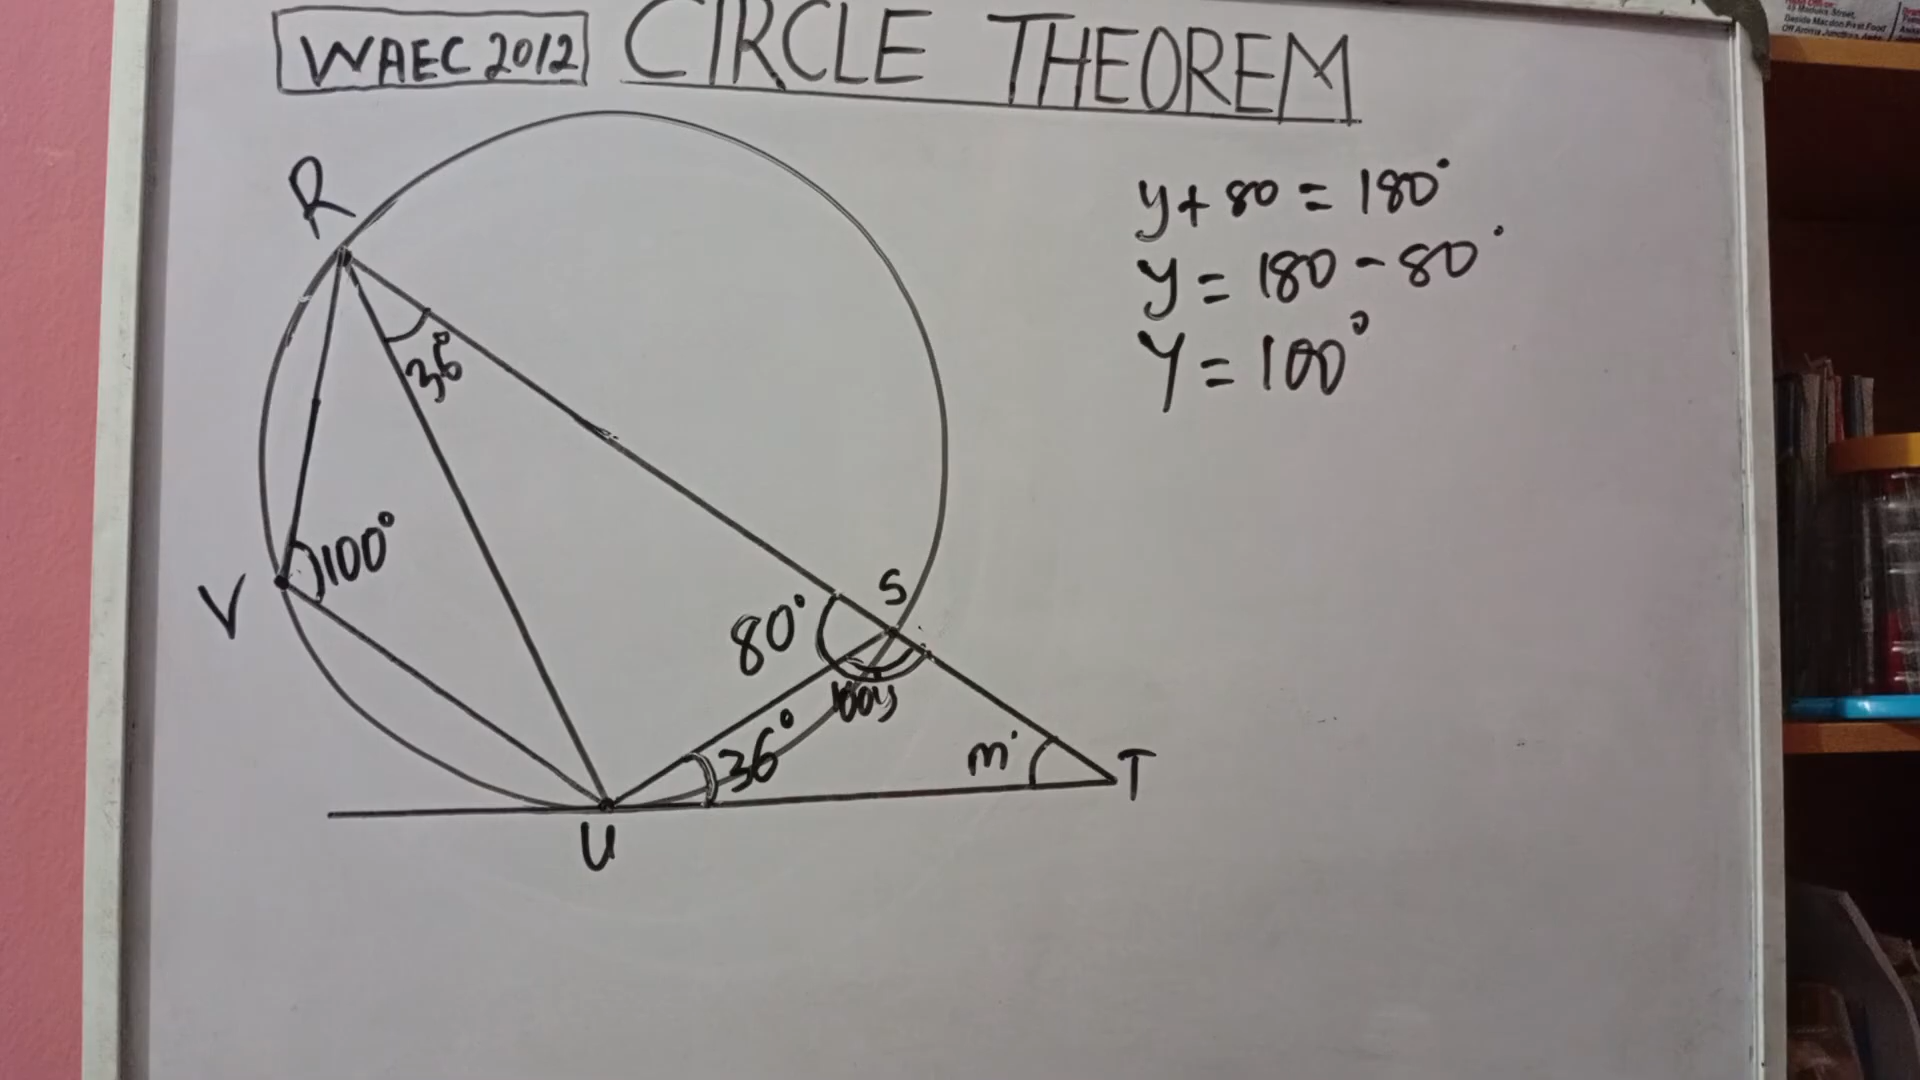 WAEC 2012
CIRCLE THEOREM
R
36°
y + 80 = 180°
y = 180 - 80°
Y = 100°
100°
V
S
80°
100y
36°
m°
T
U